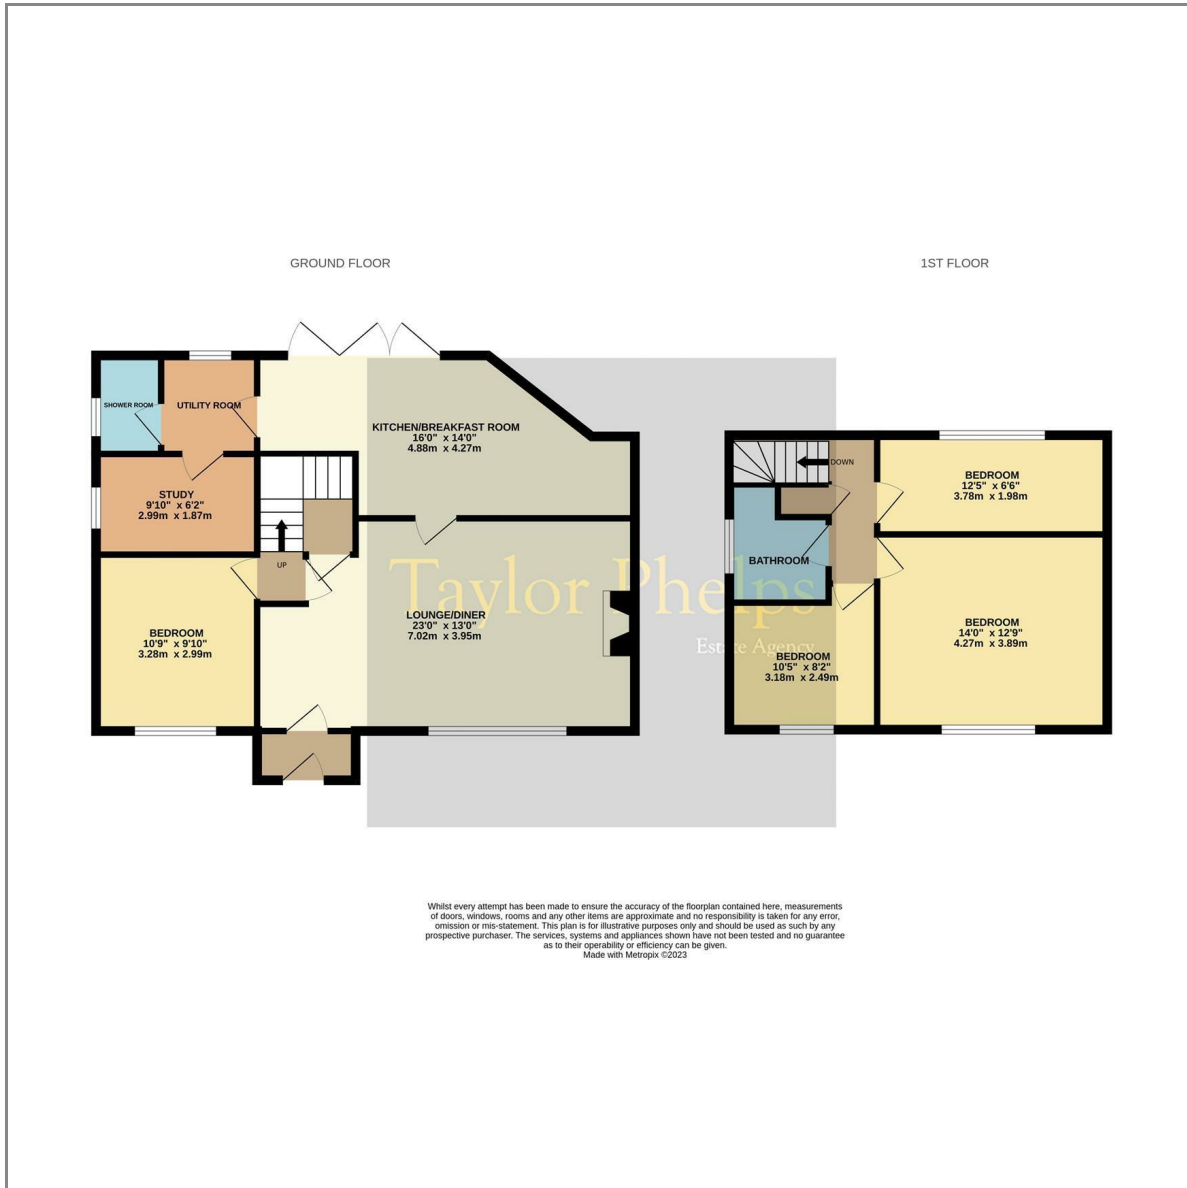 GROUND FLOOR
1ST FLOOR
SHOWER ROOM
UTILITY ROOM
KITCHEN/BREAKFAST ROOM
16'0" x 14'0"
4.88m x 4.27m
STUDY
9'10" x 6'2"
2.99m x 1.87m
UP
BEDROOM
10'9" x 9'10"
3.28m x 2.99m
LOUNGE/DINER
23'0" x 13'0"
7.02m x 3.95m
DOWN
BEDROOM
12'5" x 6'6"
3.78m x 1.98m
BATHROOM
BEDROOM
14'0" x 12'9"
4.27m x 3.89m
BEDROOM
10'5" x 8'2"
3.18m x 2.49m
Taylor Phelps
Estate Agency
Whilst every attempt has been made to ensure the accuracy of the floorplan contained here, measurements
of doors, windows, rooms and any other items are approximate and no responsibility is taken for any error,
omission or mis-statement. This plan is for illustrative purposes only and should be used as such by any
prospective purchaser. The services, systems and appliances shown have not been tested and no guarantee
as to their operability or efficiency can be given.
Made with Metropix ©2023